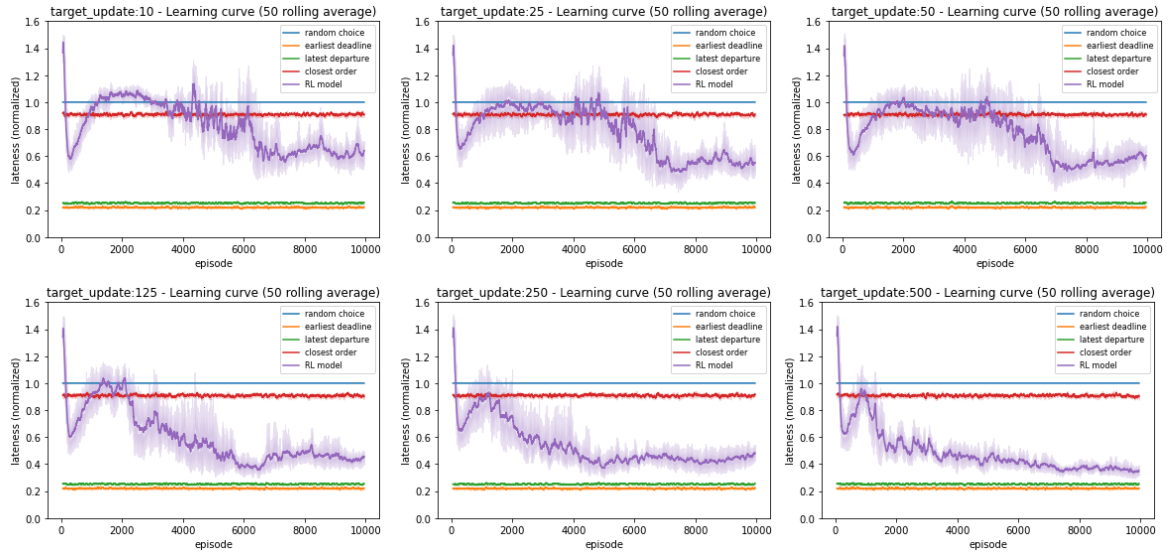 target_update:10 - Learning curve (50 rolling average)
1.6
1.4
1.2
1.0
0.8
0.6
0.4
0.2
0.0
lateness (normalized)
random choice
earliest deadline
latest departure
closest order
RL model
0 2000 4000 6000 8000 10000
episode
target_update:25 - Learning curve (50 rolling average)
1.6
1.4
1.2
1.0
0.8
0.6
0.4
0.2
0.0
lateness (normalized)
random choice
earliest deadline
latest departure
closest order
RL model
0 2000 4000 6000 8000 10000
episode
target_update:50 - Learning curve (50 rolling average)
1.6
1.4
1.2
1.0
0.8
0.6
0.4
0.2
0.0
lateness (normalized)
random choice
earliest deadline
latest departure
closest order
RL model
0 2000 4000 6000 8000 10000
episode
target_update:125 - Learning curve (50 rolling average)
1.6
1.4
1.2
1.0
0.8
0.6
0.4
0.2
0.0
lateness (normalized)
random choice
earliest deadline
latest departure
closest order
RL model
0 2000 4000 6000 8000 10000
episode
target_update:250 - Learning curve (50 rolling average)
1.6
1.4
1.2
1.0
0.8
0.6
0.4
0.2
0.0
lateness (normalized)
random choice
earliest deadline
latest departure
closest order
RL model
0 2000 4000 6000 8000 10000
episode
target_update:500 - Learning curve (50 rolling average)
1.6
1.4
1.2
1.0
0.8
0.6
0.4
0.2
0.0
lateness (normalized)
random choice
earliest deadline
latest departure
closest order
RL model
0 2000 4000 6000 8000 10000
episode